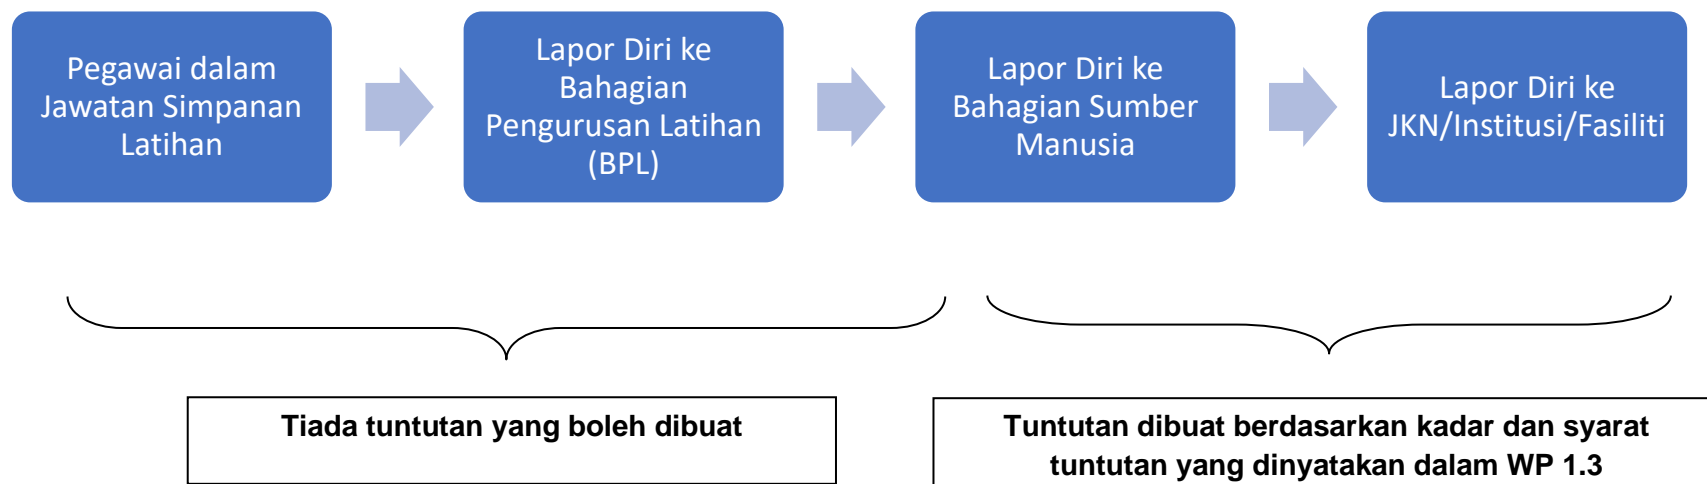 Pegawai dalam
Jawatan Simpanan
Latihan
Lapor Diri ke
Bahagian
Pengurusan Latihan
(BPL)
Lapor Diri ke
Bahagian Sumber
Manusia
Lapor Diri ke
JKN/Institusi/Fasiliti
Tiada tuntutan yang boleh dibuat
Tuntutan dibuat berdasarkan kadar dan syarat
tuntutan yang dinyatakan dalam WP 1.3